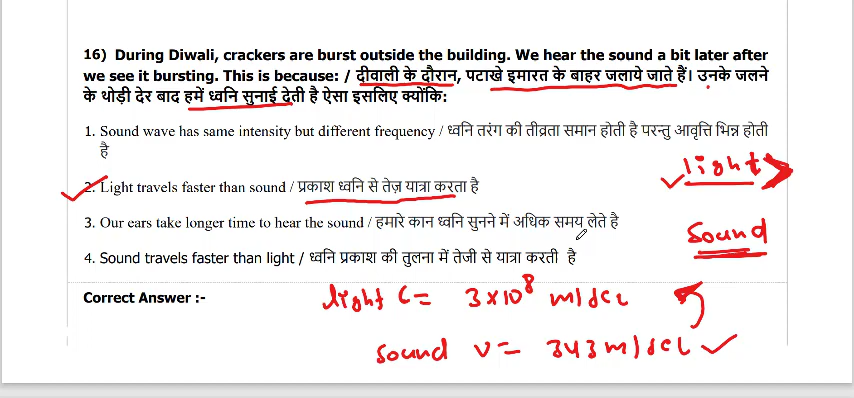 16) During Diwali, crackers are burst outside the building. We hear the sound a bit later after
we see it bursting. This is because: / दीवाली के दौरान, पटाखे इमारत के बाहर जलाये जाते हैं। उनके जलने
के थोड़ी देर बाद हमें ध्वनि सुनाई देती है ऐसा इसलिए क्योंकि:
1. Sound wave has same intensity but different frequency / ध्वनि तरंग की तीव्रता समान होती है परन्तु आवृत्ति भिन्न होती
है
light >
2. Light travels faster than sound / प्रकाश ध्वनि से तेज़ यात्रा करता है
3. Our ears take longer time to hear the sound / हमारे कान ध्वनि सुनने में अधिक समय लेते है
Sound
4. Sound travels faster than light / ध्वनि प्रकाश की तुलना में तेजी से यात्रा करती है
Correct Answer :-
light C = 3×10⁸ m/sec
sound v = 343 m/sec